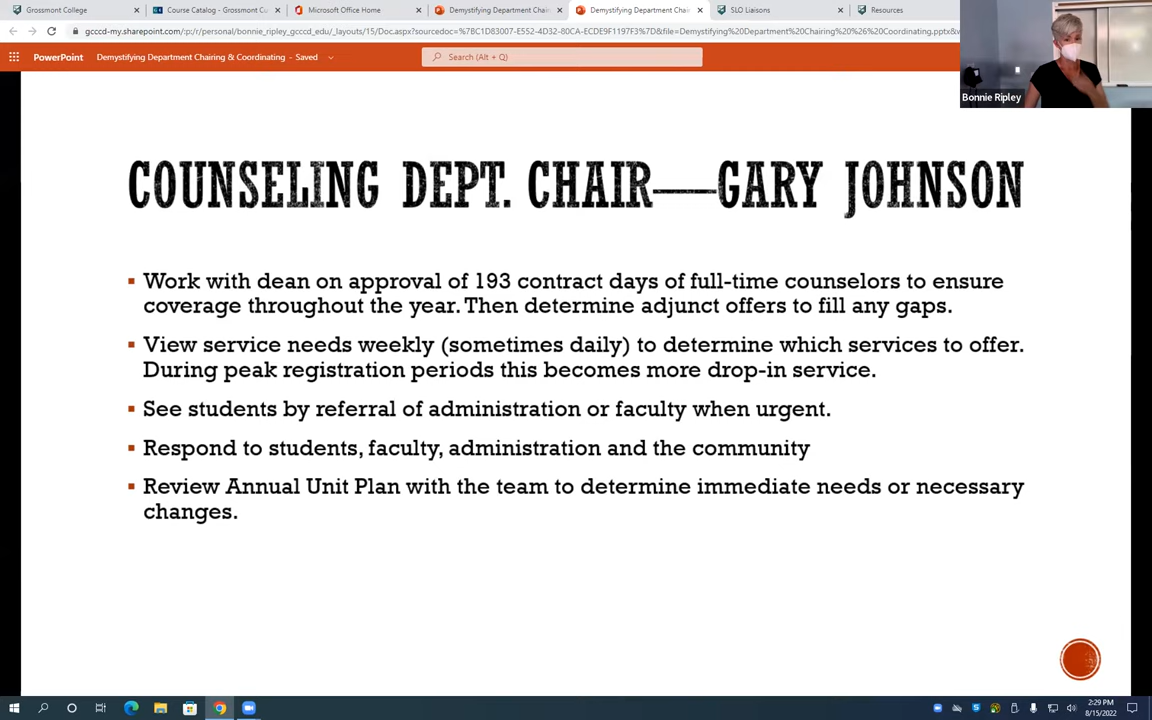 Grossmont College
Course Catalog - Grossmont Cu
Microsoft Office Home
Demystifying Department Chairi
Demystifying Department Chairi
SLO Liaisons
Resources
gcccd-my.sharepoint.com/:p:/r/personal/bonnie_ripley_gcccd_edu/_layouts/15/Doc.aspx?sourcedoc=%7BC1D83007-E552-4D32-80CA-ECDE9F1197F3%7D&file=Demystifying%20Department%20Chairing%20%26%20Coordinating.pptx&w
PowerPoint
Demystifying Department Chairing & Coordinating - Saved
Search (Alt + Q)
Bonnie Ripley
COUNSELING DEPT. CHAIR—GARY JOHNSON
▪ Work with dean on approval of 193 contract days of full-time counselors to ensure
coverage throughout the year. Then determine adjunct offers to fill any gaps.
▪ View service needs weekly (sometimes daily) to determine which services to offer.
During peak registration periods this becomes more drop-in service.
▪ See students by referral of administration or faculty when urgent.
▪ Respond to students, faculty, administration and the community
▪ Review Annual Unit Plan with the team to determine immediate needs or necessary
changes.
2:29 PM
8/15/2022